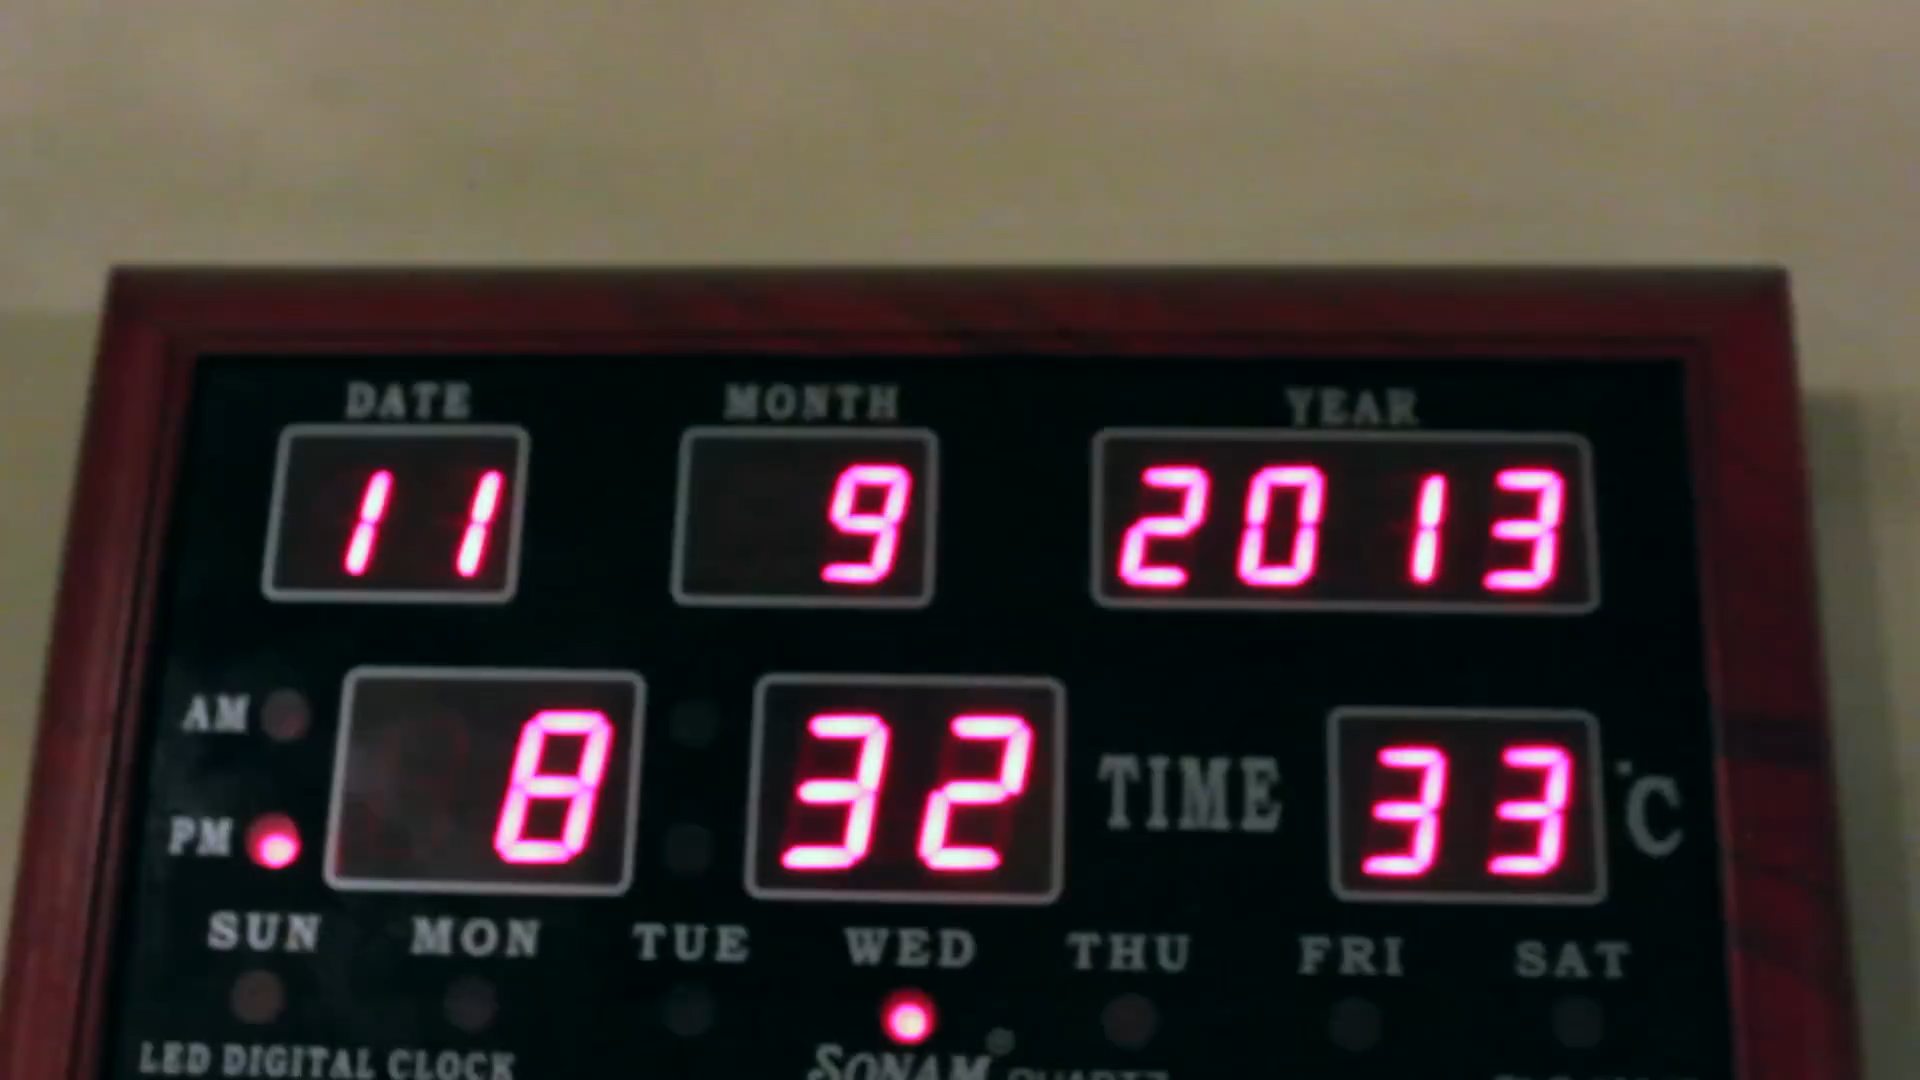 DATE MONTH YEAR
11 9 2013
AM
PM
8 32 TIME 33 °C
SUN MON TUE WED THU FRI SAT
LED DIGITAL CLOCK SONAM QUARTZ